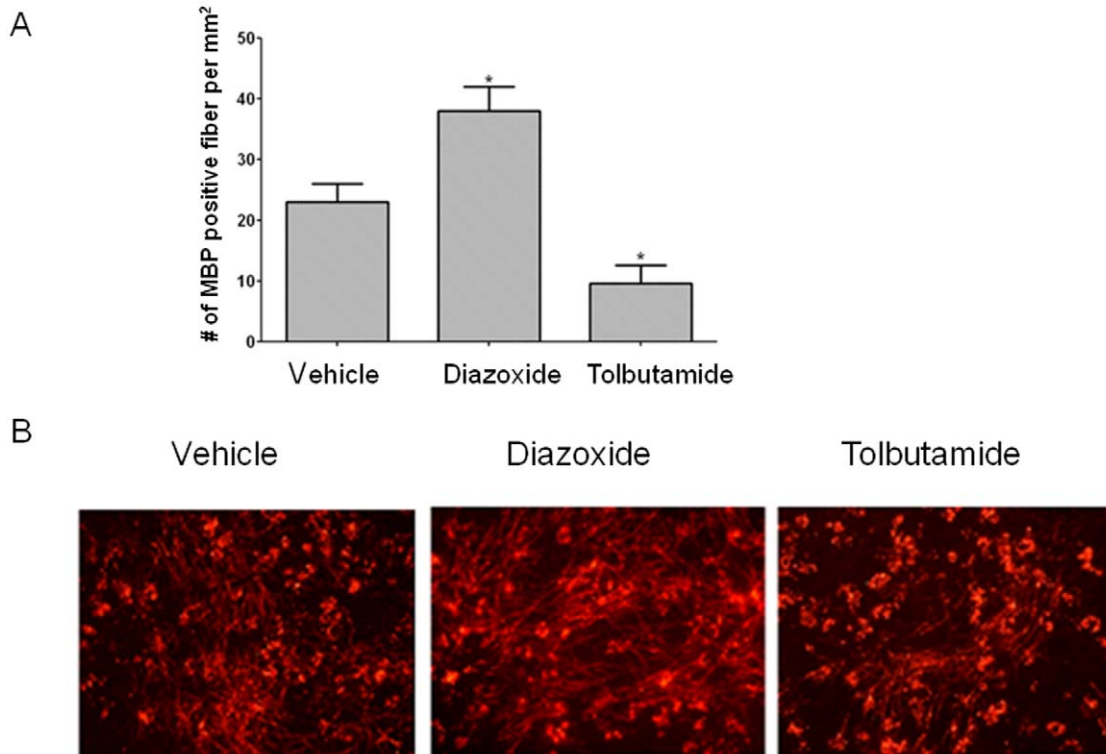 A
# of MBP positive fiber per mm²
50
40
30
20
10
0
*
*
Vehicle Diazoxide Tolbutamide
B
Vehicle Diazoxide Tolbutamide